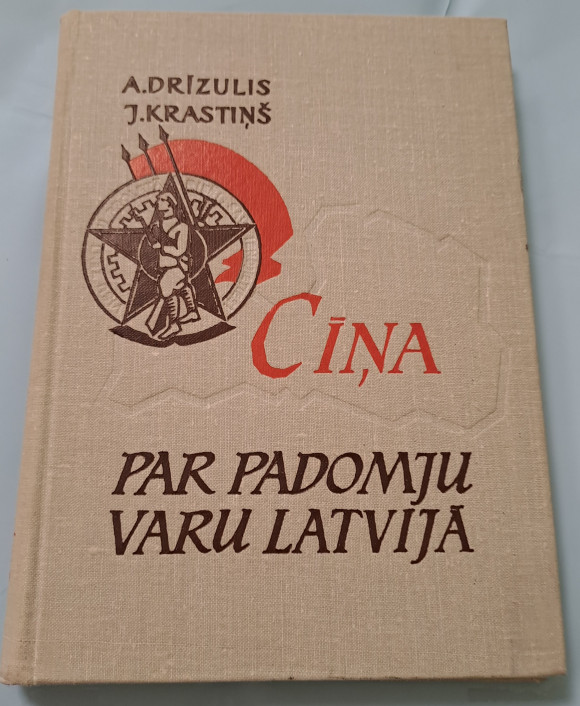 A.DRĪZULIS
J.KRASTIŅŠ
CĪŅA
PAR PADOMJU
VARU LATVIJĀ